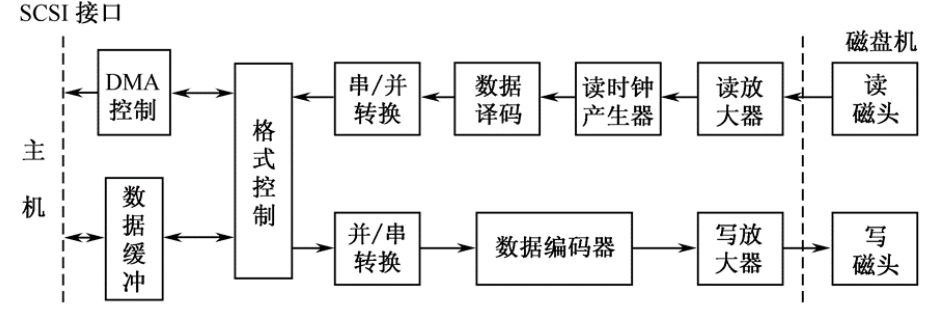 SCSI 接口
磁盘机
DMA
控制
串/并
转换
数据
译码
读时钟
产生器
读放
大器
读
磁头
格
式
控
制
主
机
数
据
缓
冲
并/串
转换
数据编码器
写放
大器
写
磁头